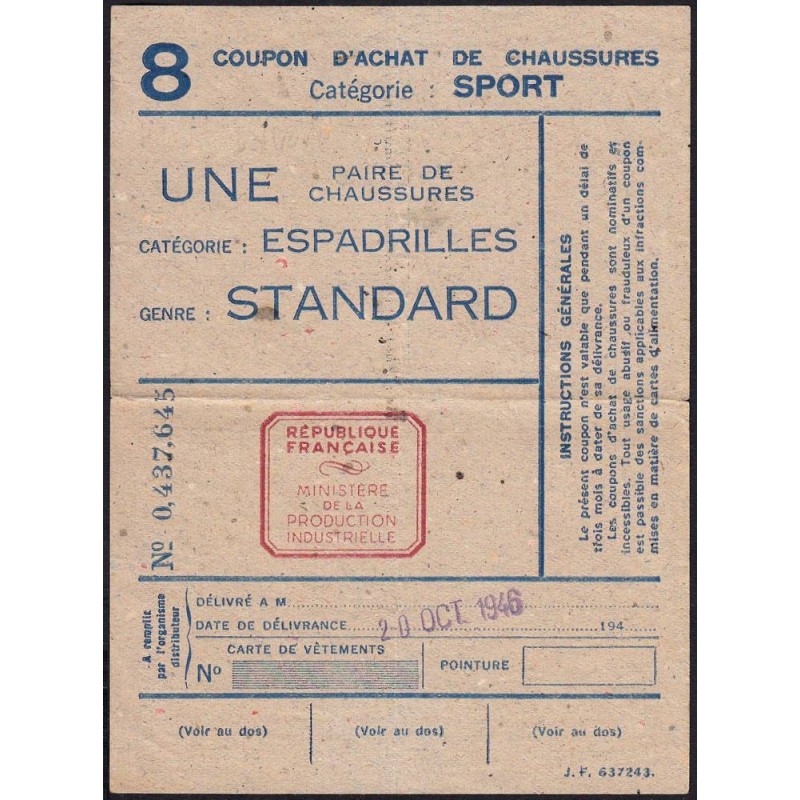 8 COUPON D'ACHAT DE CHAUSSURES
Catégorie : SPORT
UNE PAIRE DE CHAUSSURES
CATÉGORIE : ESPADRILLES
GENRE : STANDARD
INSTRUCTIONS GÉNÉRALES
Le présent coupon n'est valable que pendant un délai de
trois mois à dater de sa délivrance.
Les coupons d'achat de chaussures sont nominatifs et
incessibles. Tout usage abusif ou frauduleux d'un coupon
est passible des sanctions applicables aux infractions com-
mises en matière de cartes d'alimentation.
Nº 0,437,645
RÉPUBLIQUE
FRANÇAISE
MINISTÈRE
DE LA
PRODUCTION
INDUSTRIELLE
A remplir
par l'organisme
distributeur
DÉLIVRÉ A M
DATE DE DÉLIVRANCE 20 OCT. 1946 194
CARTE DE VÊTEMENTS
Nº
POINTURE
(Voir au dos) (Voir au dos) (Voir au dos)
J. F. 637243.